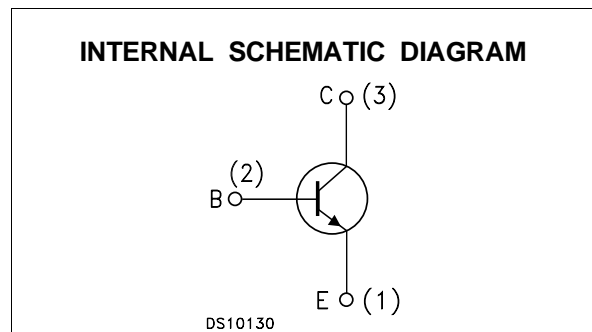 INTERNAL SCHEMATIC DIAGRAM
C (3)
(2)
B
E (1)
DS10130